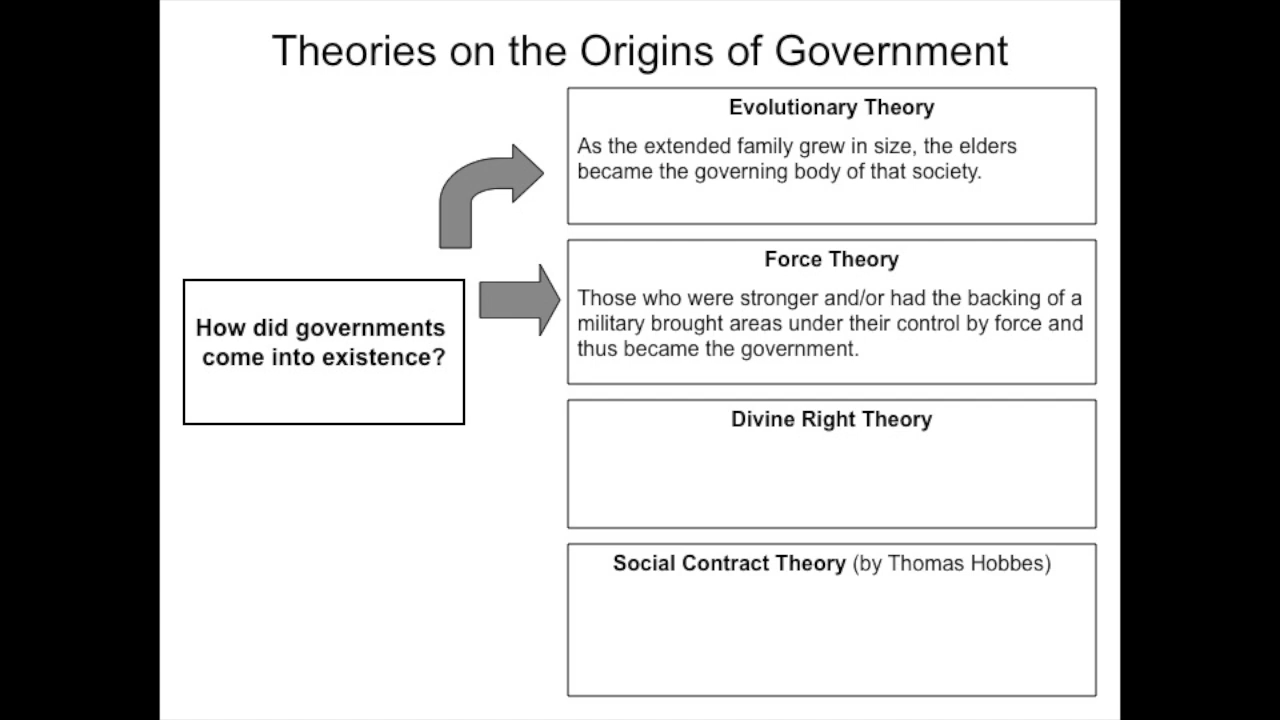 Theories on the Origins of Government
Evolutionary Theory
As the extended family grew in size, the elders
became the governing body of that society.
Force Theory
Those who were stronger and/or had the backing of a
military brought areas under their control by force and
thus became the government.
How did governments
come into existence?
Divine Right Theory
Social Contract Theory (by Thomas Hobbes)